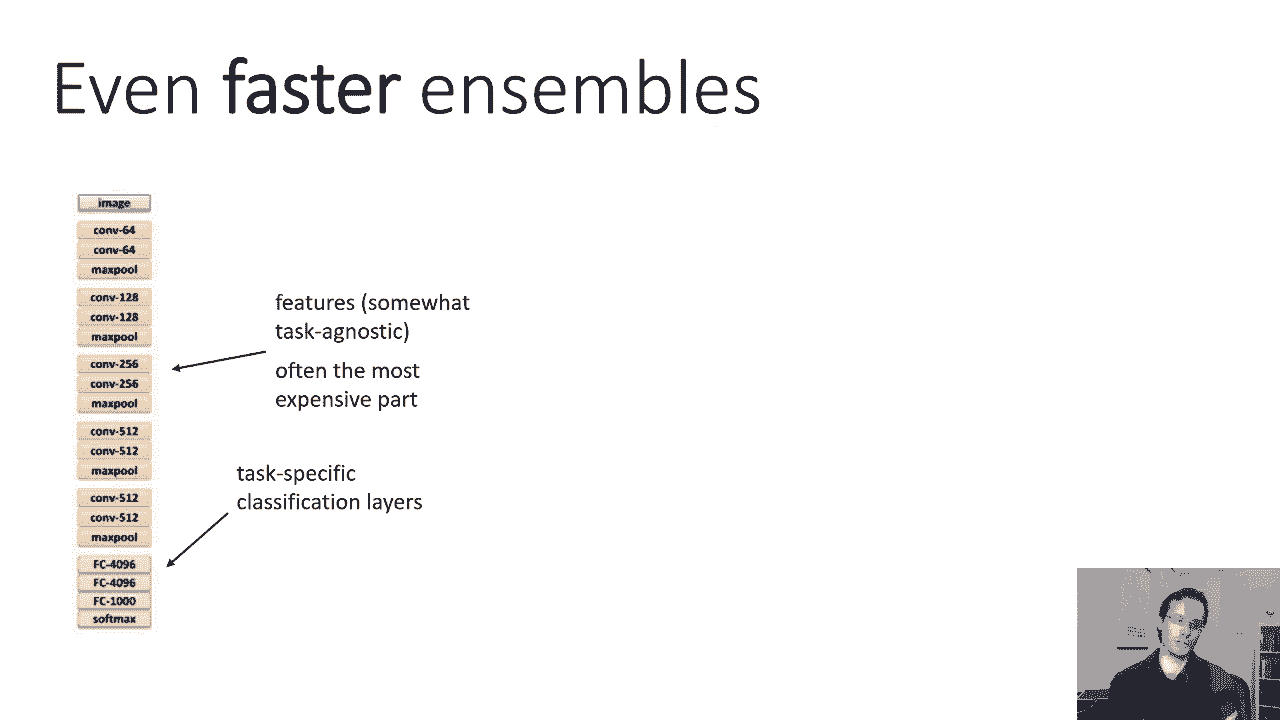 Even faster ensembles
image
conv-64
conv-64
maxpool
conv-128
conv-128
maxpool
conv-256
conv-256
maxpool
conv-512
conv-512
maxpool
conv-512
conv-512
maxpool
FC-4096
FC-4096
FC-1000
softmax
features (somewhat
task-agnostic)
often the most
expensive part
task-specific
classification layers